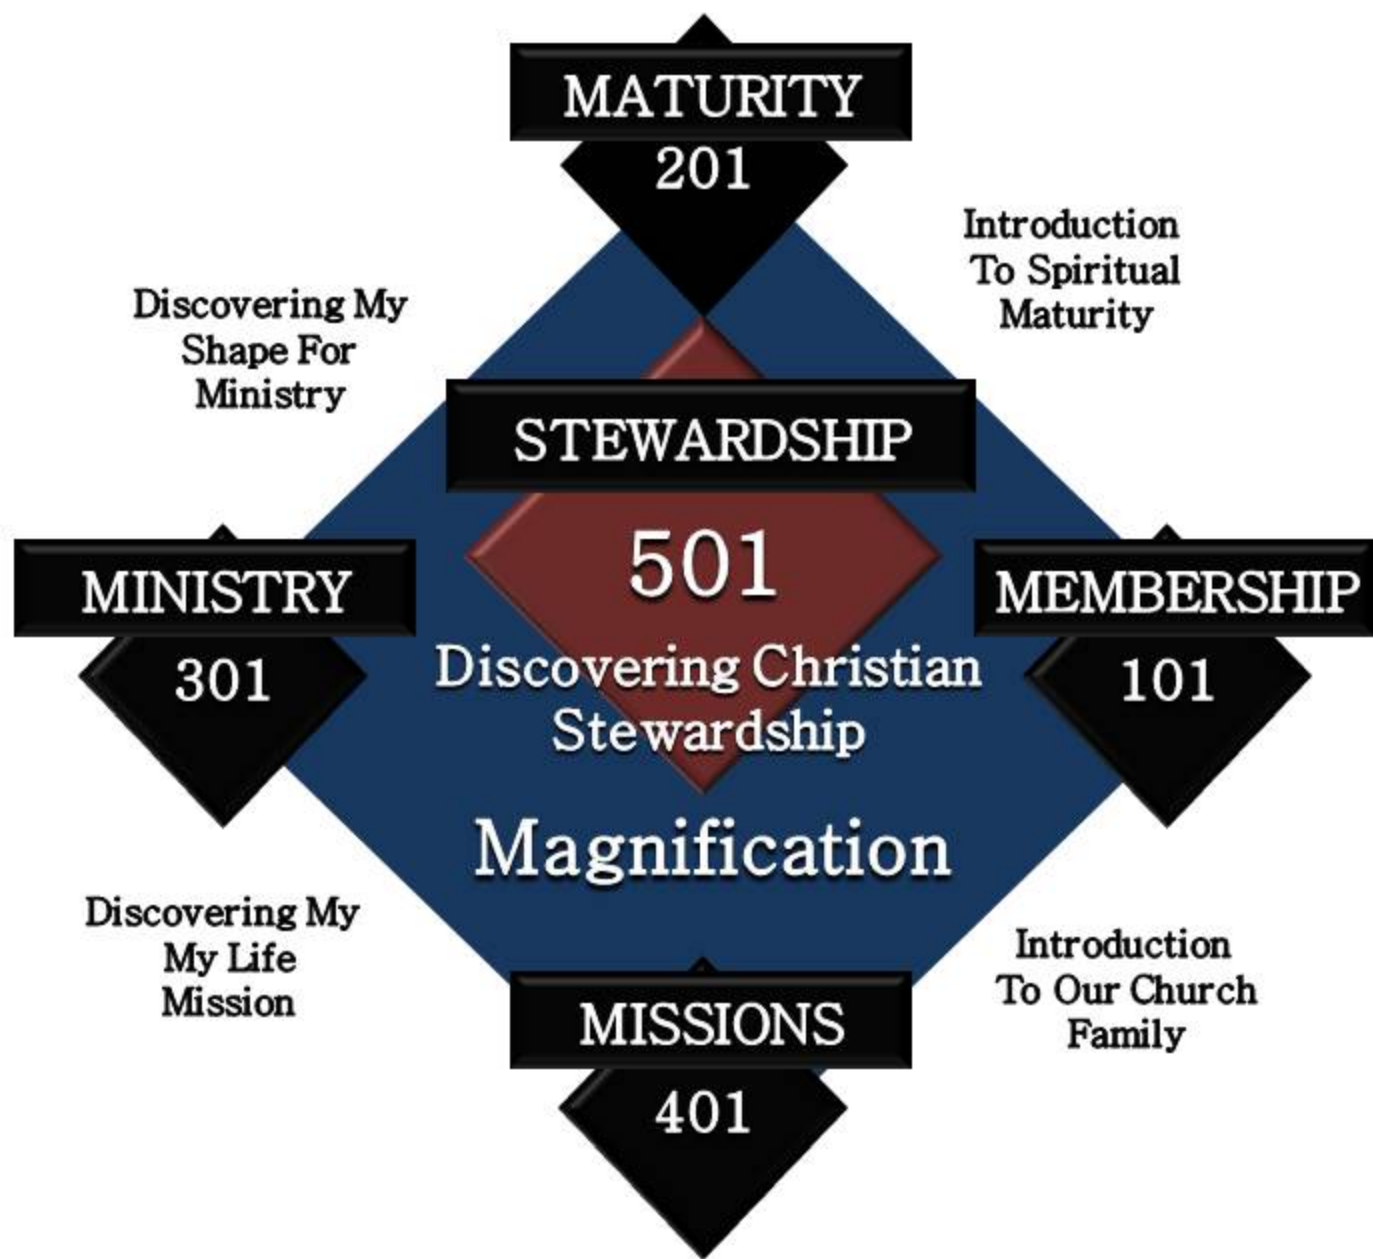 MATURITY
201
Introduction
To Spiritual
Maturity
Discovering My
Shape For
Ministry
STEWARDSHIP
501
Discovering Christian
Stewardship
MINISTRY
301
MEMBERSHIP
101
Magnification
Discovering My
My Life
Mission
Introduction
To Our Church
Family
MISSIONS
401